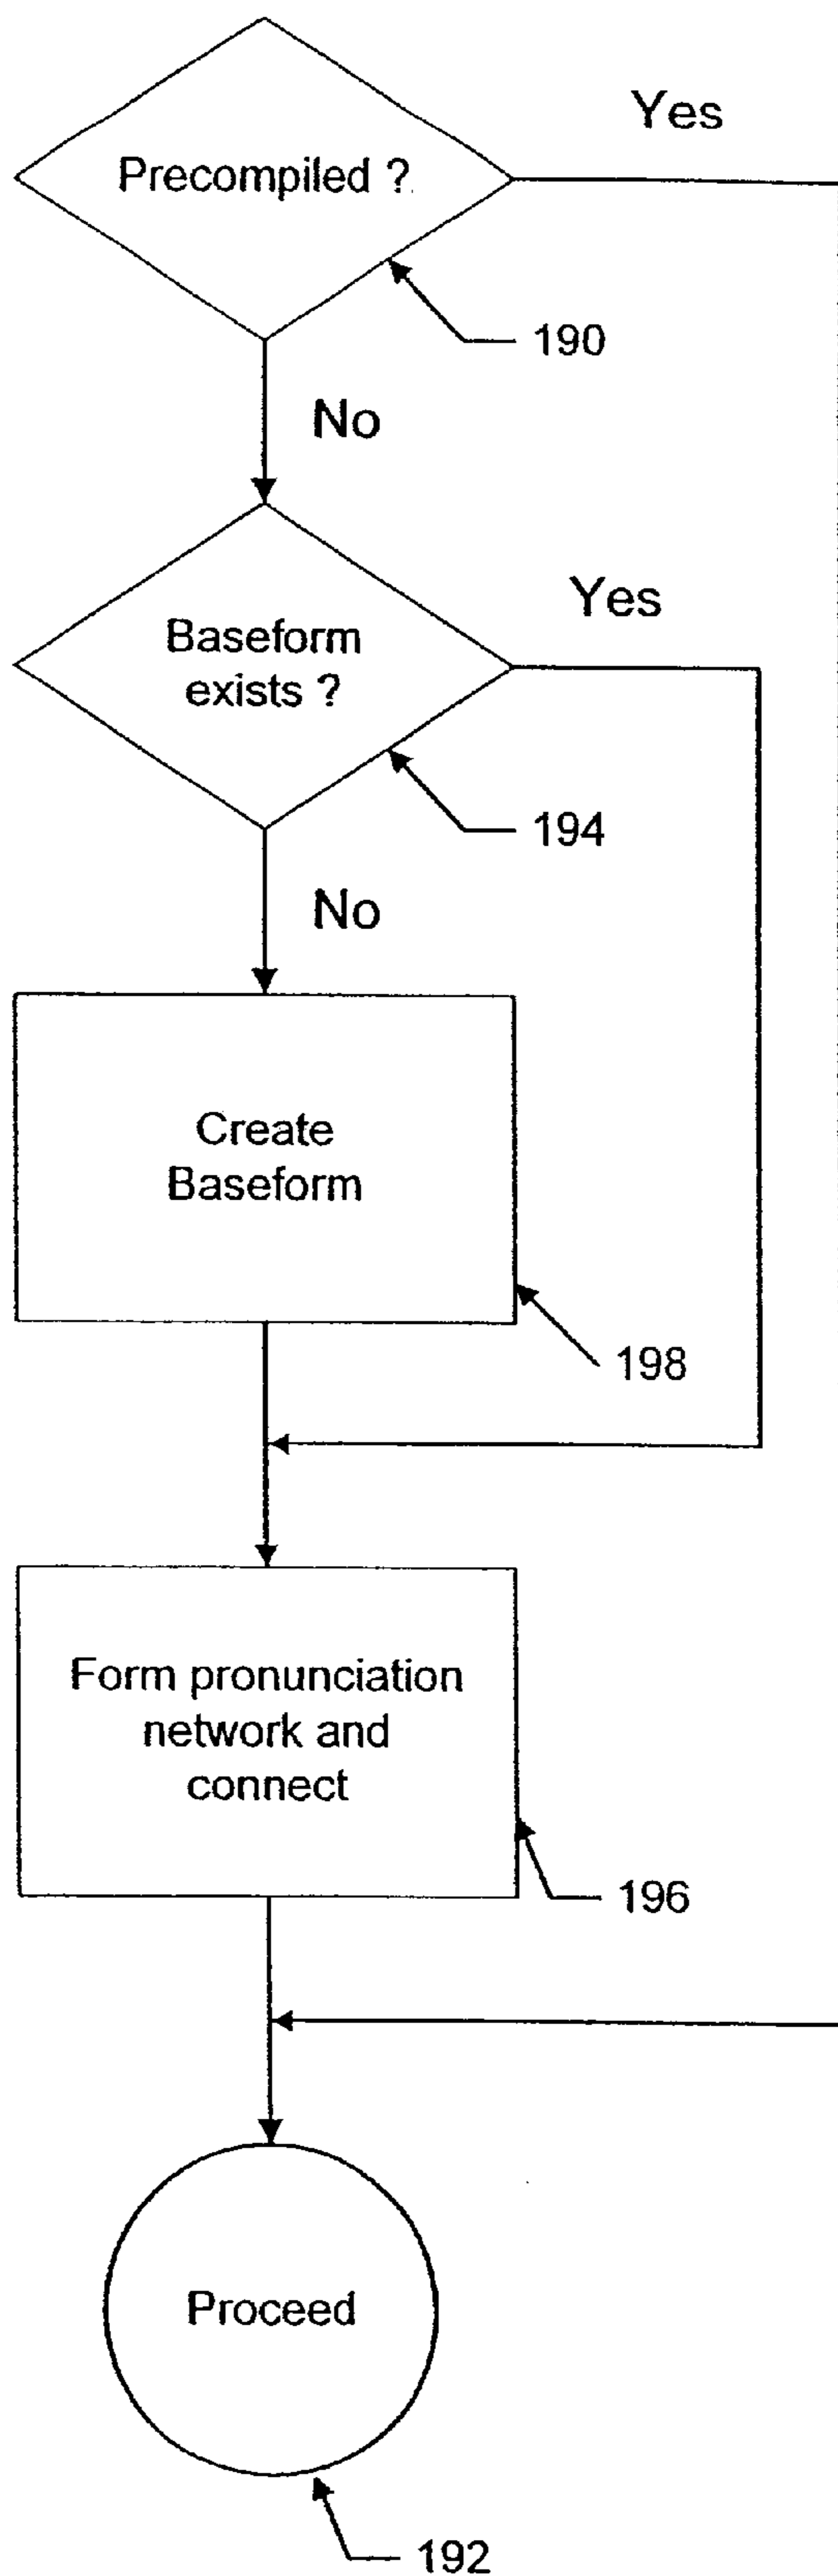 Yes
Precompiled ?
190
No
Yes
Baseform
exists ?
194
No
Create
Baseform
198
Form pronunciation
network and
connect
196
Proceed
192